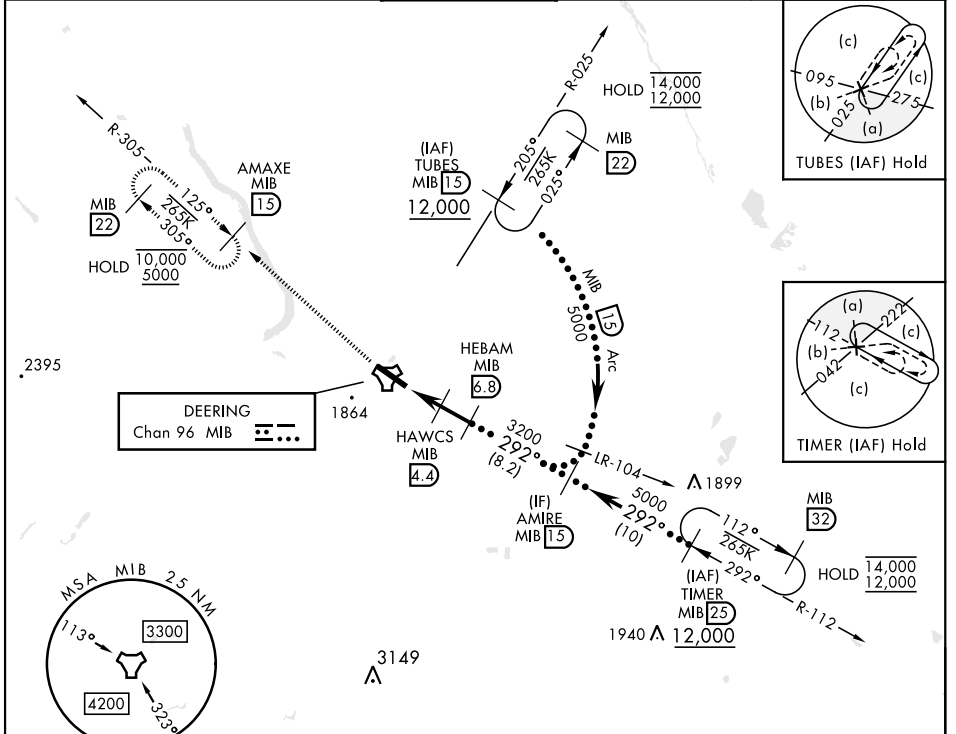 R-305
MIB
22
125°
265K
305°
HOLD 10,000
5000
AMAXE
MIB
15
R-025
HOLD 14,000
12,000
205°
265K
025°
MIB
22
(IAF)
TUBES
MIB 15
12,000
MIB
15
Arc
5000
2395
DEERING
Chan 96 MIB
1864
HEBAM
MIB
6.8
HAWCS
MIB
4.4
3200
292°
(8.2)
LR-104
1899
(IF)
AMIRE
MIB 15
5000
292°
(10)
112°
265K
292°
MIB
32
HOLD 14,000
12,000
R-112
(IAF)
TIMER
MIB 25
12,000
1940
3149
MSA MIB 25 NM
113°
3300
4200
323°
(c)
095
(b)
025
(a)
275
(c)
TUBES (IAF) Hold
(a)
222
112
(c)
(b)
042
(c)
TIMER (IAF) Hold